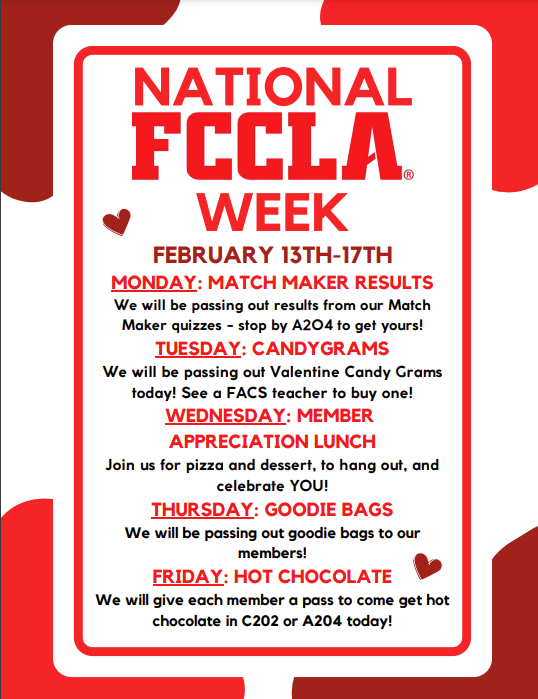 NATIONAL
FCCLA®
WEEK
FEBRUARY 13TH-17TH
MONDAY: MATCH MAKER RESULTS
We will be passing out results from our Match
Maker quizzes - stop by A2O4 to get yours!
TUESDAY: CANDYGRAMS
We will be passing out Valentine Candy Grams
today! See a FACS teacher to buy one!
WEDNESDAY: MEMBER
APPRECIATION LUNCH
Join us for pizza and dessert, to hang out, and
celebrate YOU!
THURSDAY: GOODIE BAGS
We will be passing out goodie bags to our
members!
FRIDAY: HOT CHOCOLATE
We will give each member a pass to come get hot
chocolate in C202 or A204 today!